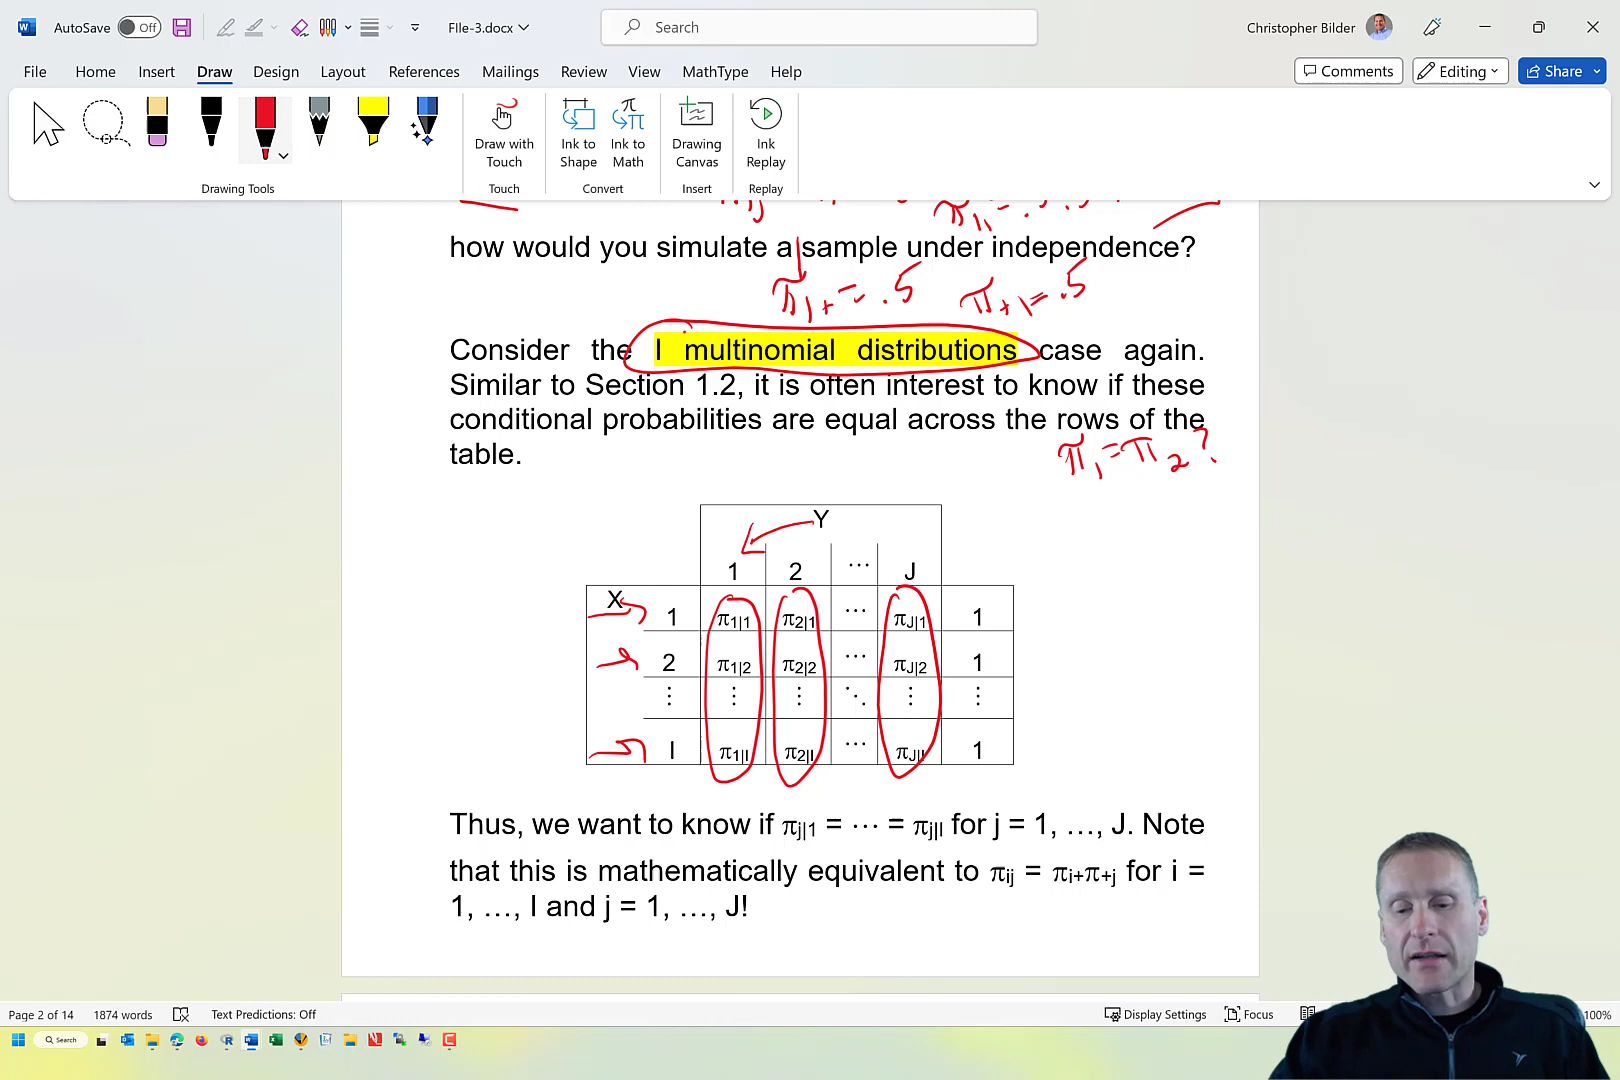 AutoSave Off FIle-3.docx Search Christopher Bilder
File Home Insert Draw Design Layout References Mailings Review View MathType Help Comments Editing Share
Draw with Touch
Ink to Shape
Ink to Math
Drawing Canvas
Ink Replay
Drawing Tools Touch Convert Insert Replay
how would you simulate a sample under independence?
π1+ = .5 π+1 = .5
Consider the I multinomial distributions case again.
Similar to Section 1.2, it is often interest to know if these
conditional probabilities are equal across the rows of the
table.
π1 = π2?
Y
1 2 ⋯ J
X
1 π1|1 π2|1 ⋯ πJ|1 1
2 π1|2 π2|2 ⋯ πJ|2 1
⋮ ⋮ ⋮ ⋱ ⋮ ⋮
I π1|I π2|I ⋯ πJ|I 1
Thus, we want to know if πj|1 = ⋯ = πj|I for j = 1, …, J. Note
that this is mathematically equivalent to πij = πi+π+j for i =
1, …, I and j = 1, …, J!
Page 2 of 14 1874 words Text Predictions: Off Display Settings Focus 100%
Search